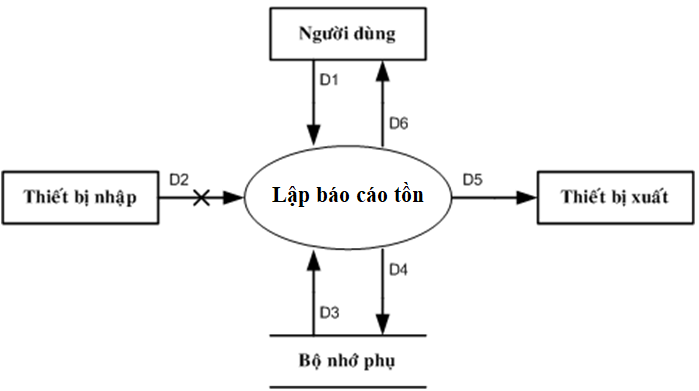 Người dùng
D1
D6
Thiết bị nhập
D2
Lập báo cáo tồn
D5
Thiết bị xuất
D4
D3
Bộ nhớ phụ